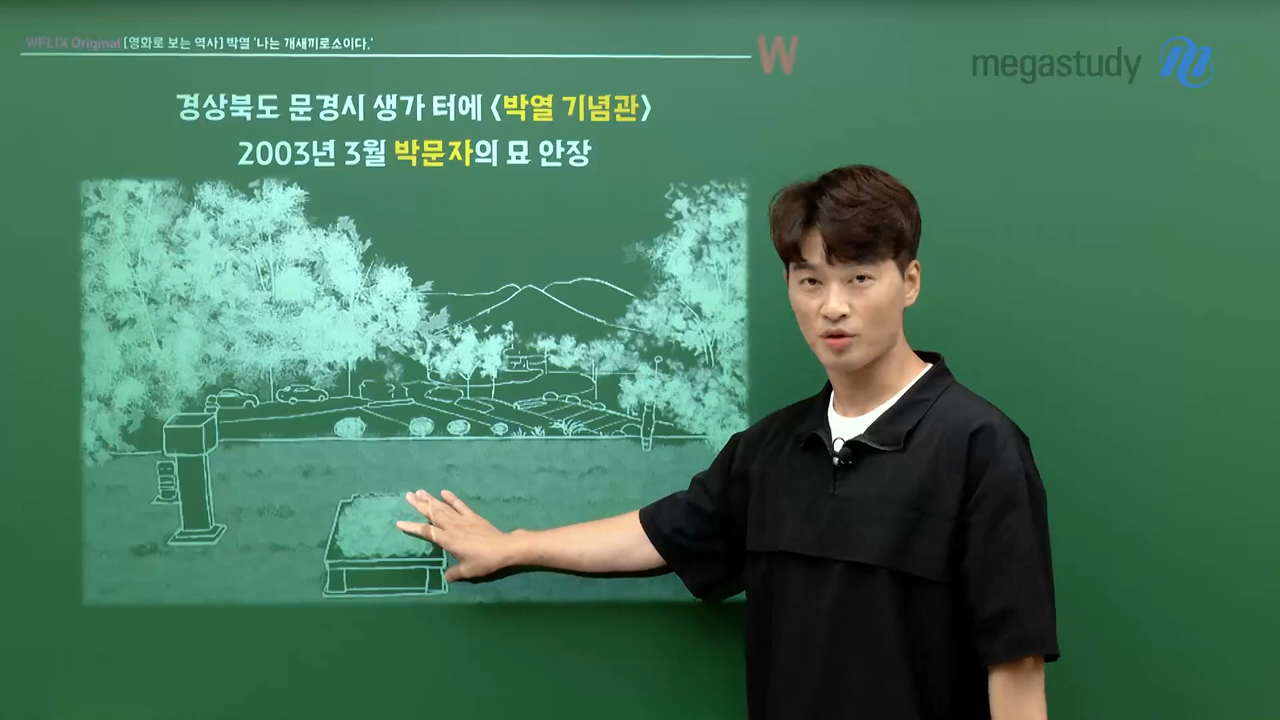 WFLIX Original [영화로 보는 역사] 박열 '나는 개새끼로소이다.'
W
megastudy
경상북도 문경시 생가 터에 <박열 기념관>
2003년 3월 박문자의 묘 안장